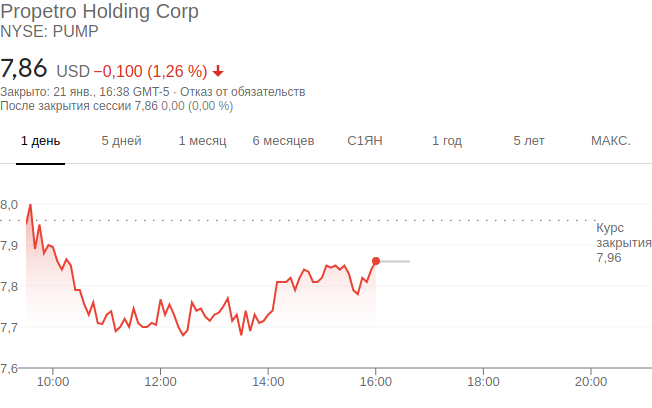 Propetro Holding Corp
NYSE: PUMP
7,86 USD −0,100 (1,26 %)
Закрыто: 21 янв., 16:38 GMT-5 · Отказ от обязательств
После закрытия сессии 7,86 0,00 (0,00 %)
1 день 5 дней 1 месяц 6 месяцев С1ЯН 1 год 5 лет МАКС.
8,0
Курс
закрытия
7,96
7,9
7,8
7,7
7,6
10:00 12:00 14:00 16:00 18:00 20:00